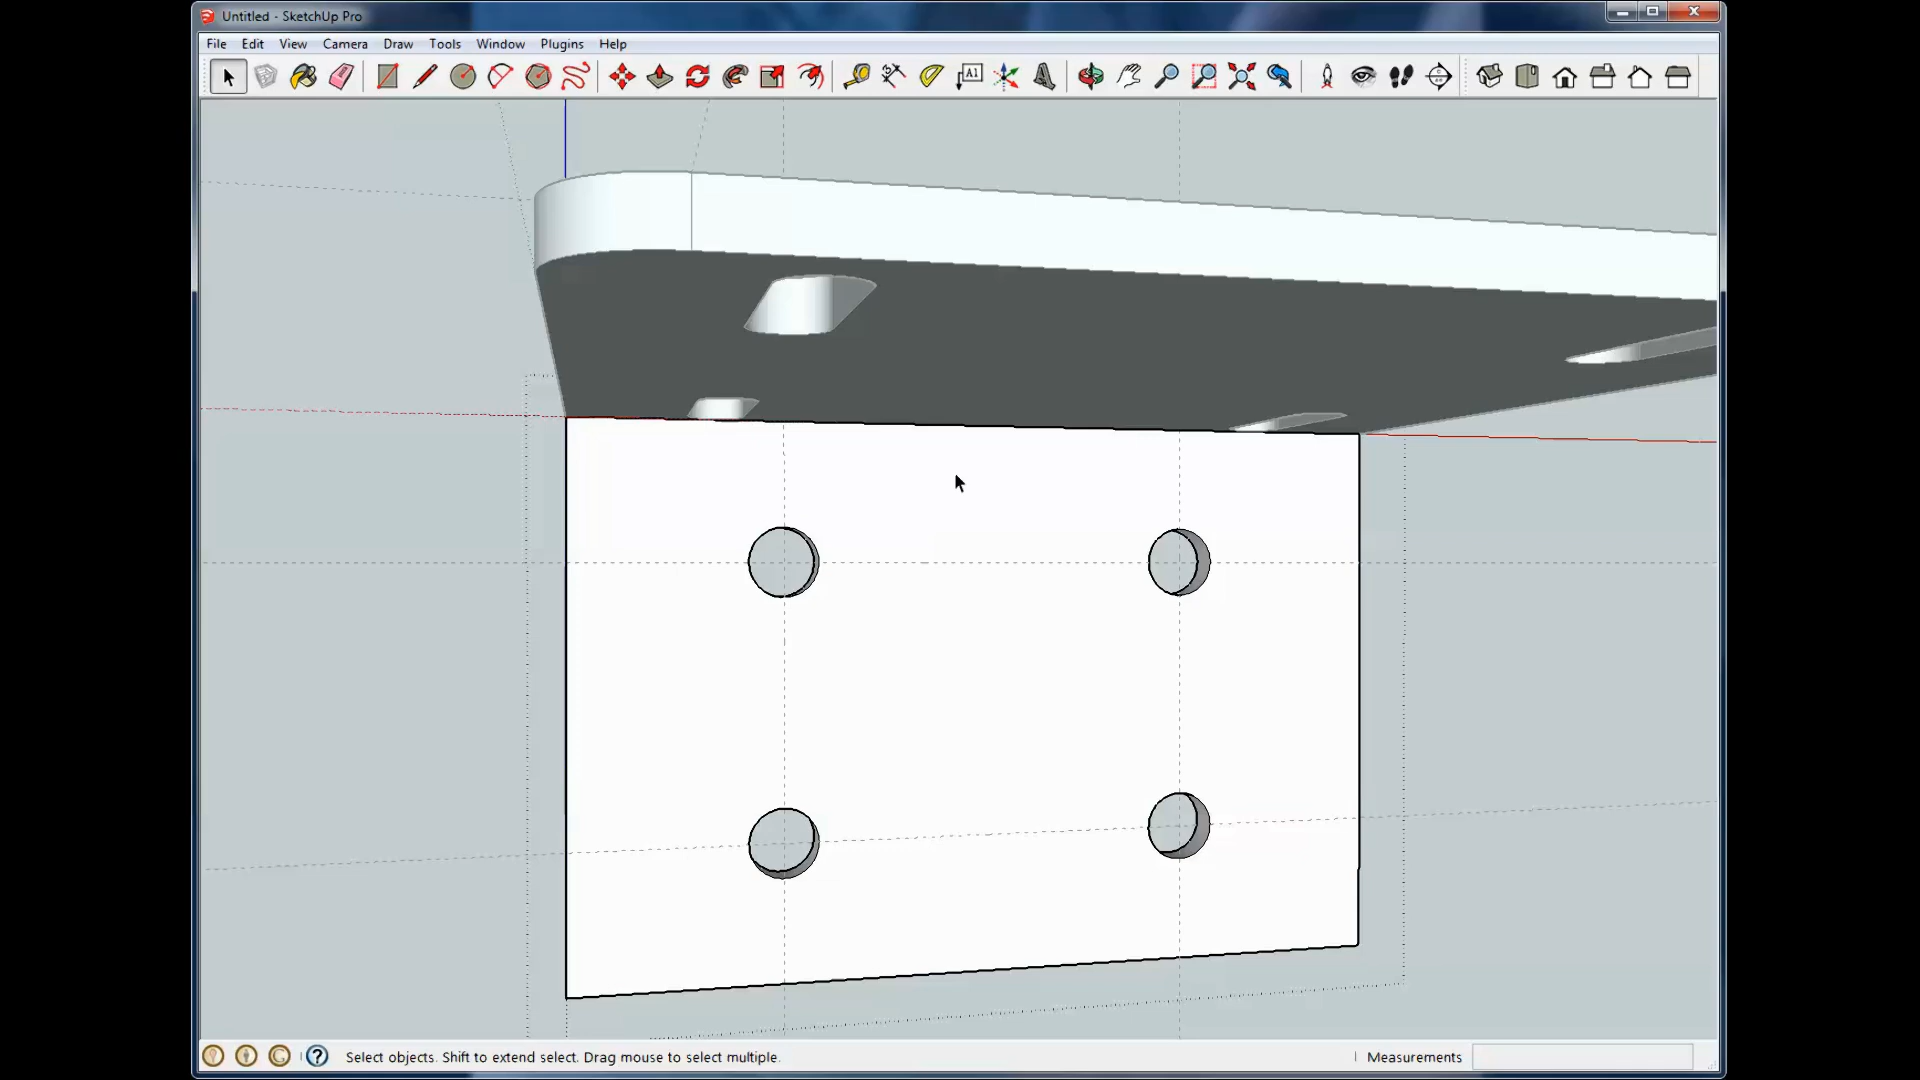 Untitled - SketchUp Pro
File Edit View Camera Draw Tools Window Plugins Help
A1
Select objects. Shift to extend select. Drag mouse to select multiple.
Measurements